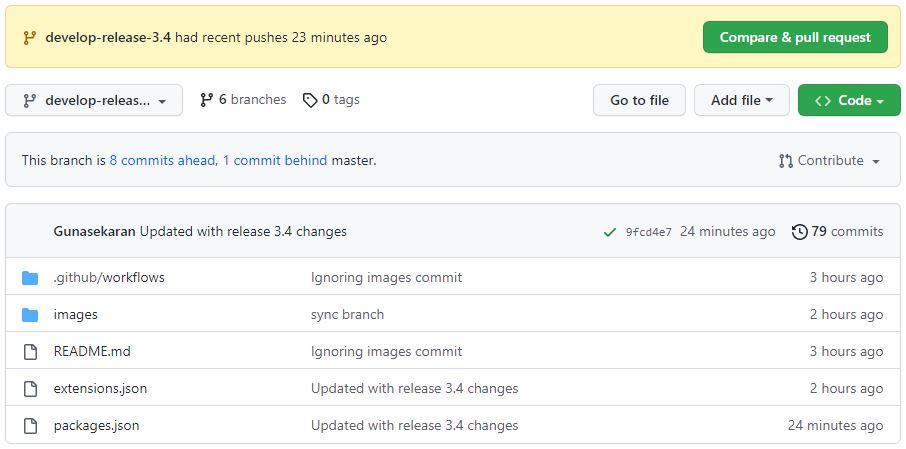 develop-release-3.4 had recent pushes 23 minutes ago Compare & pull request
develop-releas... 6 branches 0 tags Go to file Add file Code
This branch is 8 commits ahead, 1 commit behind master. Contribute
Gunasekaran Updated with release 3.4 changes 9fcd4e7 24 minutes ago 79 commits
.github/workflows Ignoring images commit 3 hours ago
images sync branch 2 hours ago
README.md Ignoring images commit 3 hours ago
extensions.json Updated with release 3.4 changes 2 hours ago
packages.json Updated with release 3.4 changes 24 minutes ago